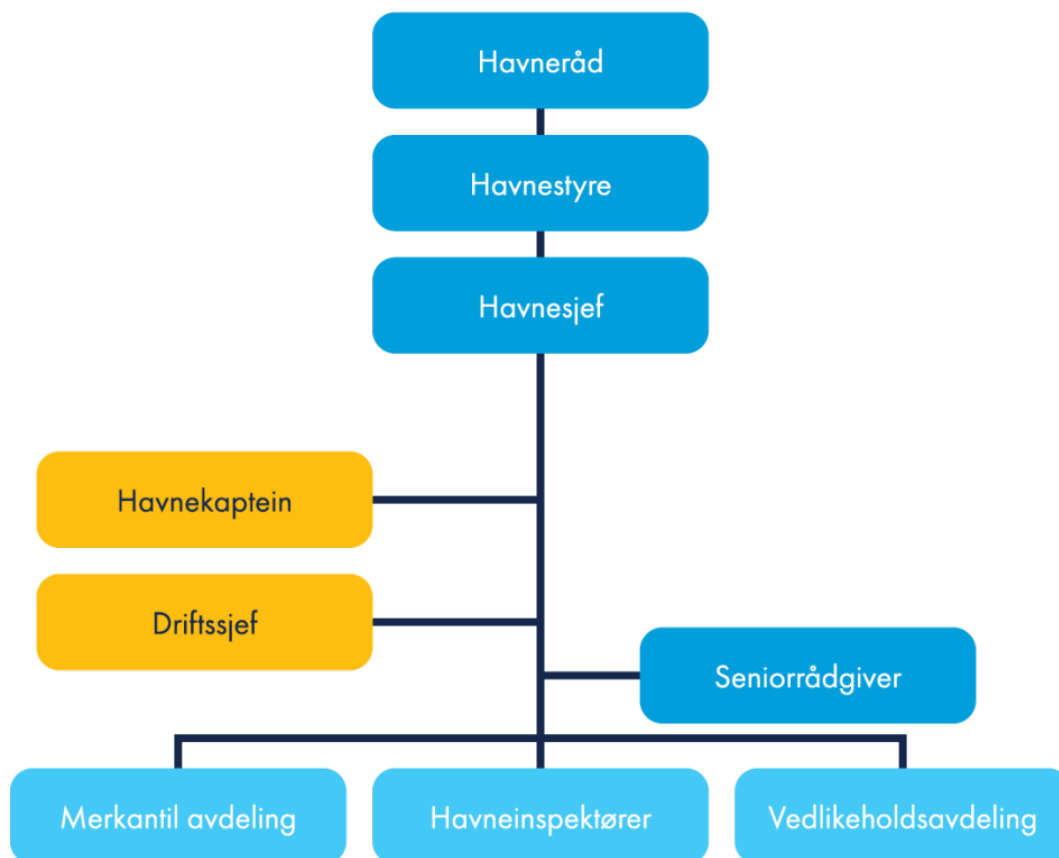 Havneråd
Havnestyre
Havnesjef
Havnekaptein
Driftssjef
Seniorrådgiver
Merkantil avdeling
Havneinspektører
Vedlikeholdsavdeling